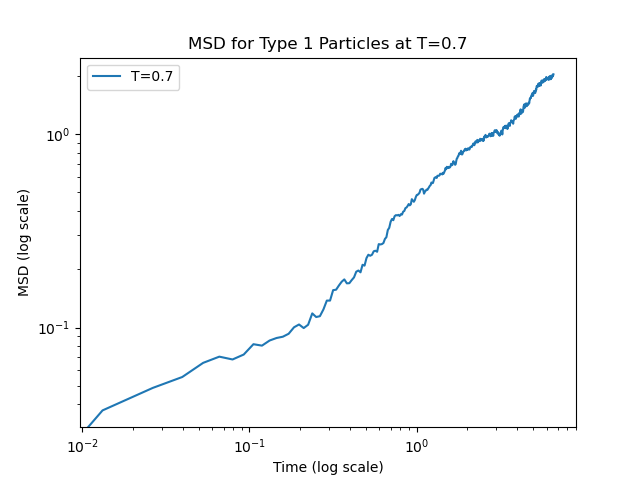 MSD for Type 1 Particles at T=0.7
T=0.7
MSD (log scale)
10⁰
10⁻¹
10⁻²
10⁻¹
10⁰
Time (log scale)